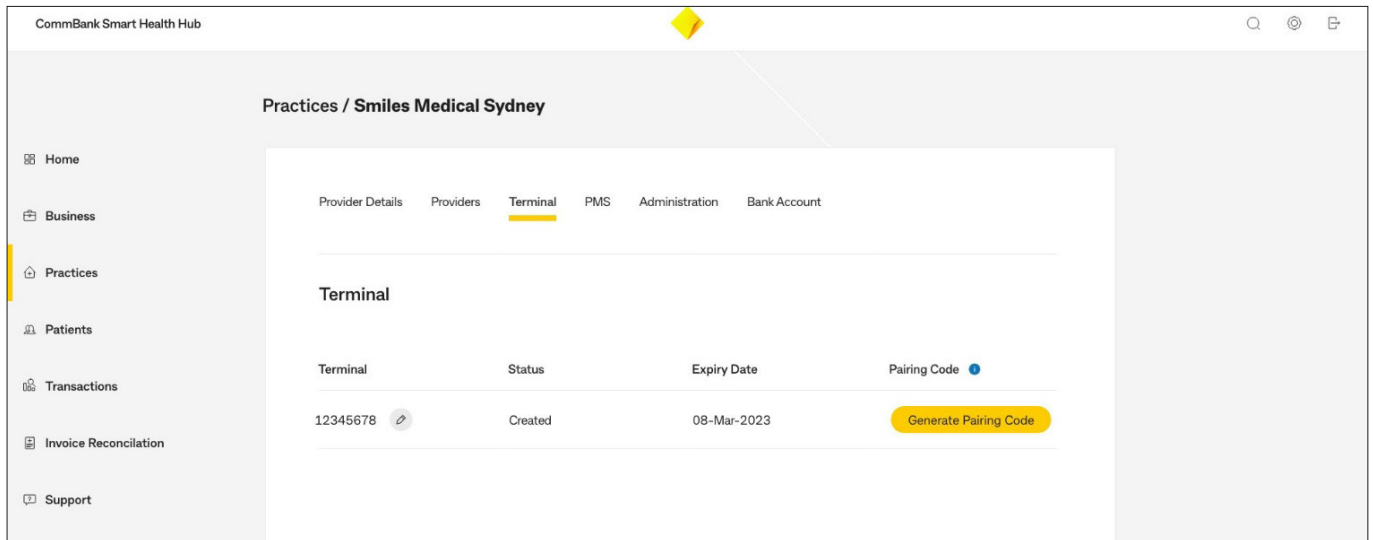 CommBank Smart Health Hub
Practices / Smiles Medical Sydney
Home
Business
Practices
Patients
Transactions
Invoice Reconcilation
Support
Provider Details Providers Terminal PMS Administration Bank Account
Terminal
Terminal Status Expiry Date Pairing Code
12345678 Created 08-Mar-2023 Generate Pairing Code